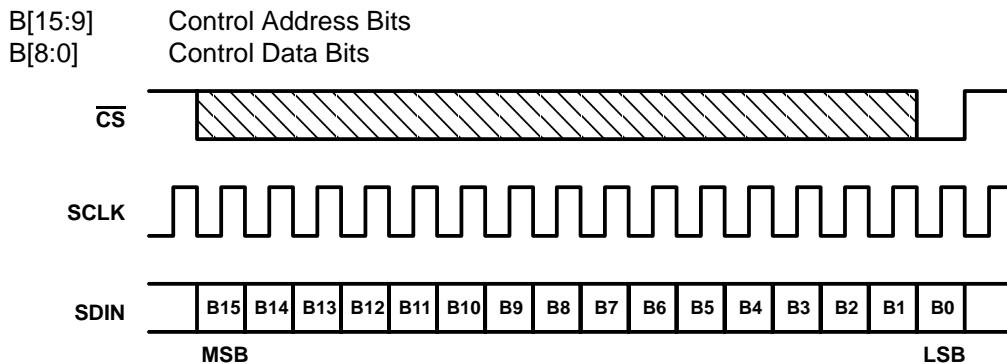 B[15:9] Control Address Bits
B[8:0] Control Data Bits
CS
SCLK
SDIN B15 B14 B13 B12 B11 B10 B9 B8 B7 B6 B5 B4 B3 B2 B1 B0
MSB LSB